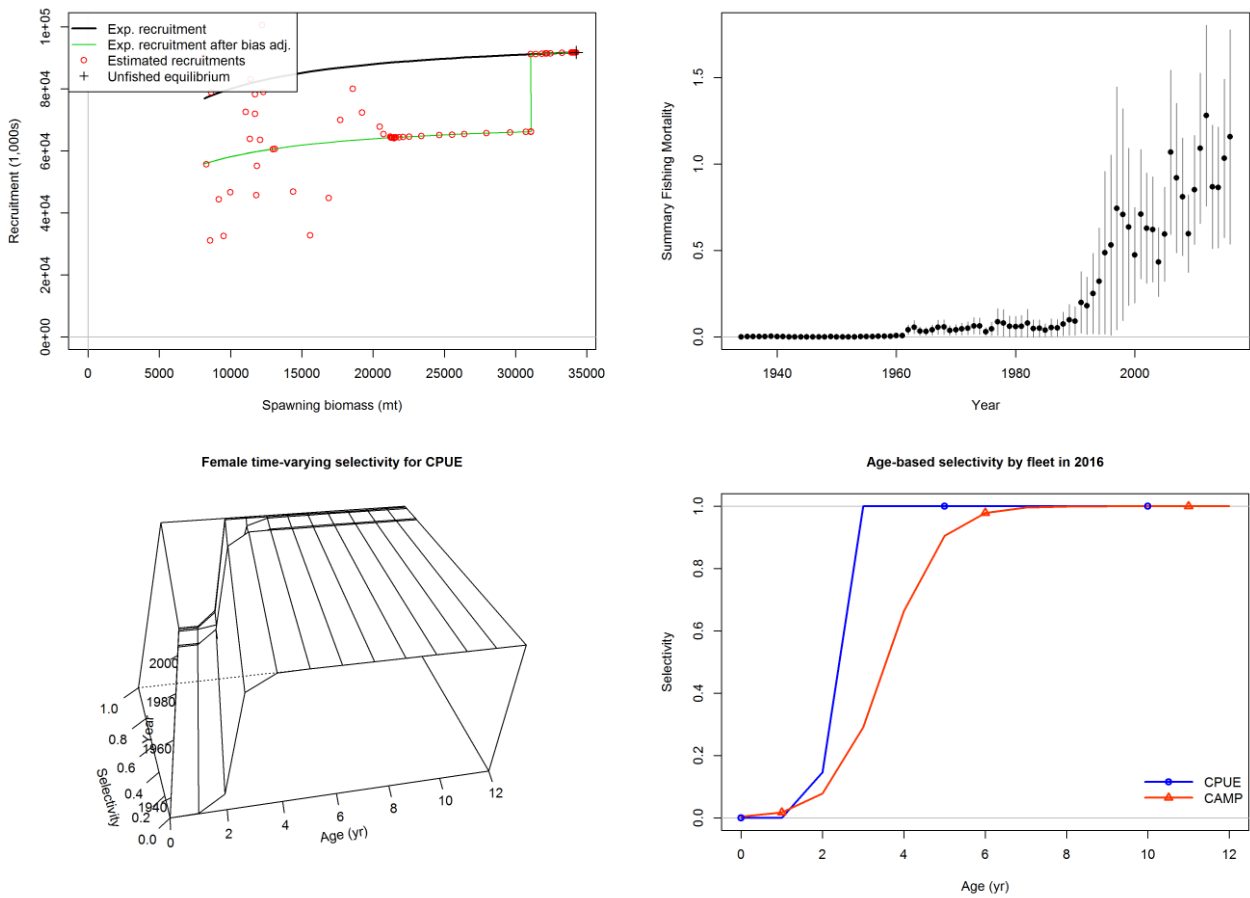 Exp. recruitment
Exp. recruitment after bias adj.
Estimated recruitments
Unfished equilibrium
Recruitment (1,000s)
0e+00 2e+04 4e+04 6e+04 8e+04 1e+05
0 5000 10000 15000 20000 25000 30000 35000
Spawning biomass (mt)
Summary Fishing Mortality
0.0 0.5 1.0 1.5
1940 1960 1980 2000
Year
Female time-varying selectivity for CPUE
Selectivity
0.0 0.2 0.4 0.6 0.8 1.0
Year
1940 1960 1980 2000
0 2 4 6 8 10 12
Age (yr)
Age-based selectivity by fleet in 2016
Selectivity
0.0 0.2 0.4 0.6 0.8 1.0
CPUE
CAMP
0 2 4 6 8 10 12
Age (yr)